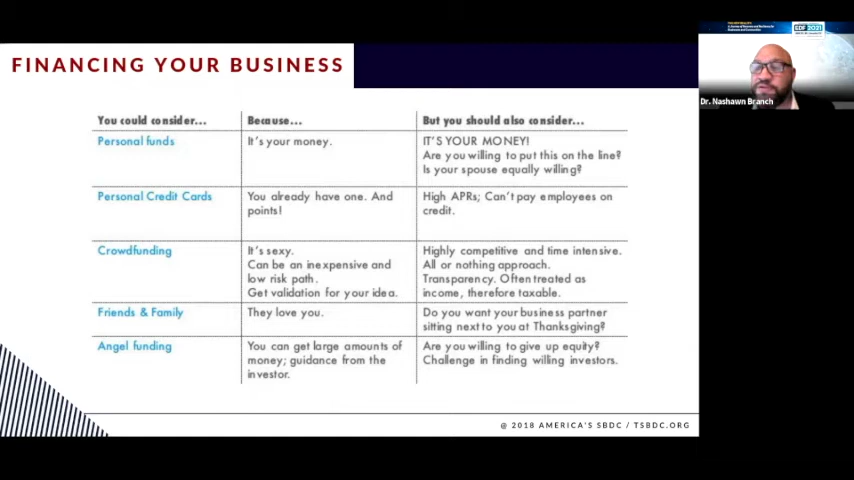 FINANCING YOUR BUSINESS
You could consider... Because... But you should also consider...
Personal funds It's your money. IT'S YOUR MONEY!
Are you willing to put this on the line?
Is your spouse equally willing?
Personal Credit Cards You already have one. And High APRs; Can't pay employees on
points! credit.
Crowdfunding It's sexy. Highly competitive and time intensive.
Can be an inexpensive and All or nothing approach.
low risk path. Transparency. Often treated as
Get validation for your idea. income, therefore taxable.
Friends & Family They love you. Do you want your business partner
sitting next to you at Thanksgiving?
Angel funding You can get large amounts of Are you willing to give up equity?
money; guidance from the Challenge in finding willing investors.
investor.
@ 2018 AMERICA'S SBDC / TSBDC.ORG
EDF 2021
Dr. Nashawn Branch